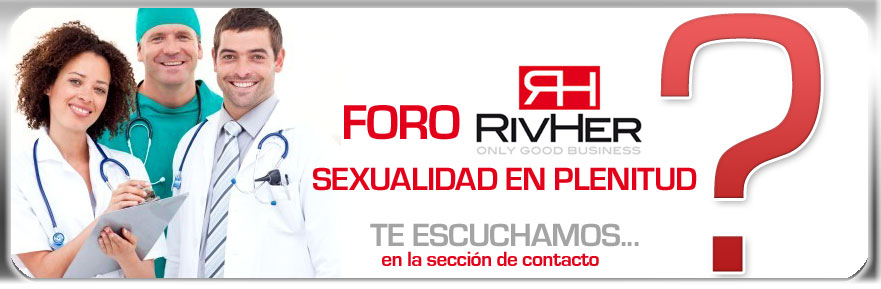 FORO RH RIVHER
ONLY GOOD BUSINESS
SEXUALIDAD EN PLENITUD
?
TE ESCUCHAMOS...
en la sección de contacto